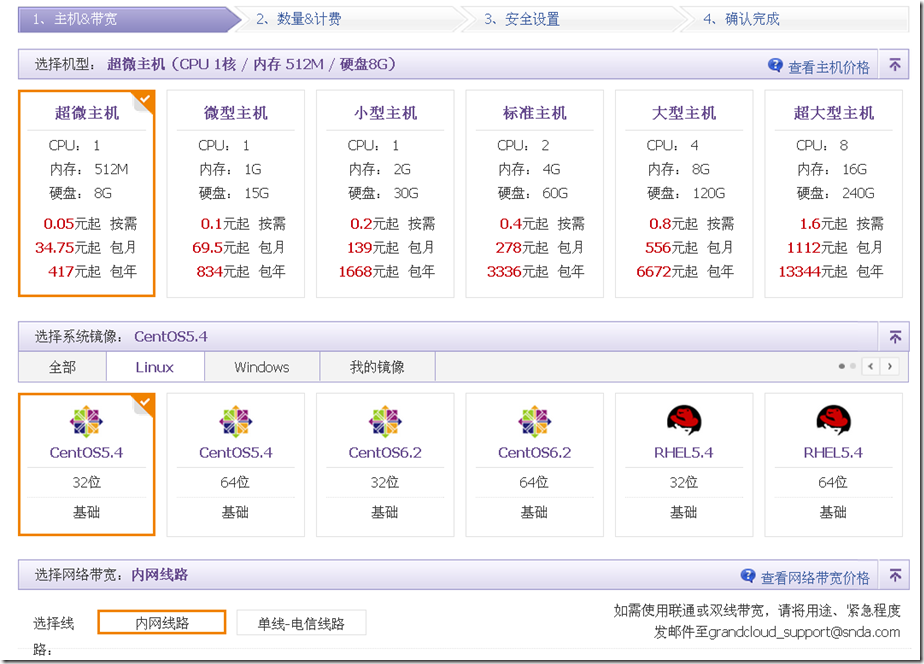 1、主机&带宽 2、数量&计费 3、安全设置 4、确认完成
选择机型： 超微主机（CPU 1核 / 内存 512M / 硬盘8G） 查看主机价格
超微主机 微型主机 小型主机 标准主机 大型主机 超大型主机
CPU： 1 CPU： 1 CPU： 1 CPU： 2 CPU： 4 CPU： 8
内存： 512M 内存： 1G 内存： 2G 内存： 4G 内存： 8G 内存： 16G
硬盘： 8G 硬盘： 15G 硬盘： 30G 硬盘： 60G 硬盘： 120G 硬盘： 240G
0.05元起 按需 0.1元起 按需 0.2元起 按需 0.4元起 按需 0.8元起 按需 1.6元起 按需
34.75元起 包月 69.5元起 包月 139元起 包月 278元起 包月 556元起 包月 1112元起 包月
417元起 包年 834元起 包年 1668元起 包年 3336元起 包年 6672元起 包年 13344元起 包年
选择系统镜像： CentOS5.4
全部 Linux Windows 我的镜像
CentOS5.4 CentOS5.4 CentOS6.2 CentOS6.2 RHEL5.4 RHEL5.4
32位 64位 32位 64位 32位 64位
基础 基础 基础 基础 基础 基础
选择网络带宽： 内网线路 查看网络带宽价格
选择线路： 内网线路 单线-电信线路
如需使用联通或双线带宽，请将用途、紧急程度
发邮件至grandcloud_support@snda.com